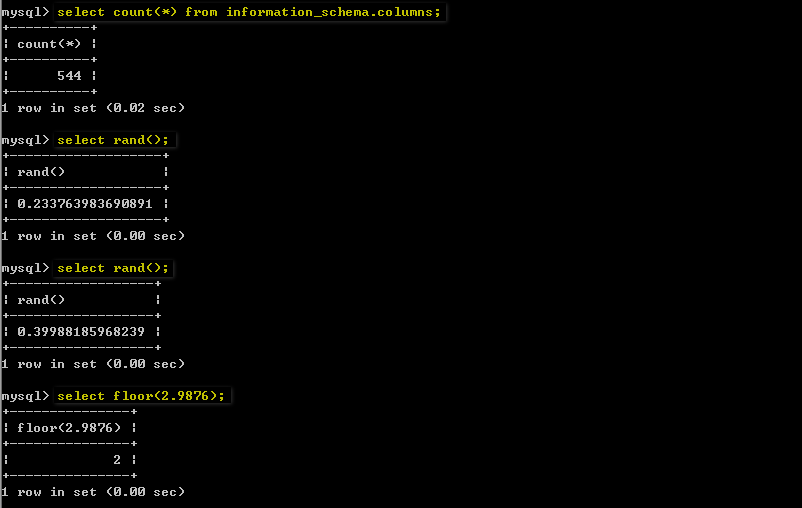 mysql> select count(*) from information_schema.columns;
+----------+
| count(*) |
+----------+
|      544 |
+----------+
1 row in set (0.02 sec)
mysql> select rand();
+-------------------+
| rand()            |
+-------------------+
| 0.233763983690891 |
+-------------------+
1 row in set (0.00 sec)
mysql> select rand();
+------------------+
| rand()           |
+------------------+
| 0.39988185968239 |
+------------------+
1 row in set (0.00 sec)
mysql> select floor(2.9876);
+---------------+
| floor(2.9876) |
+---------------+
|             2 |
+---------------+
1 row in set (0.00 sec)